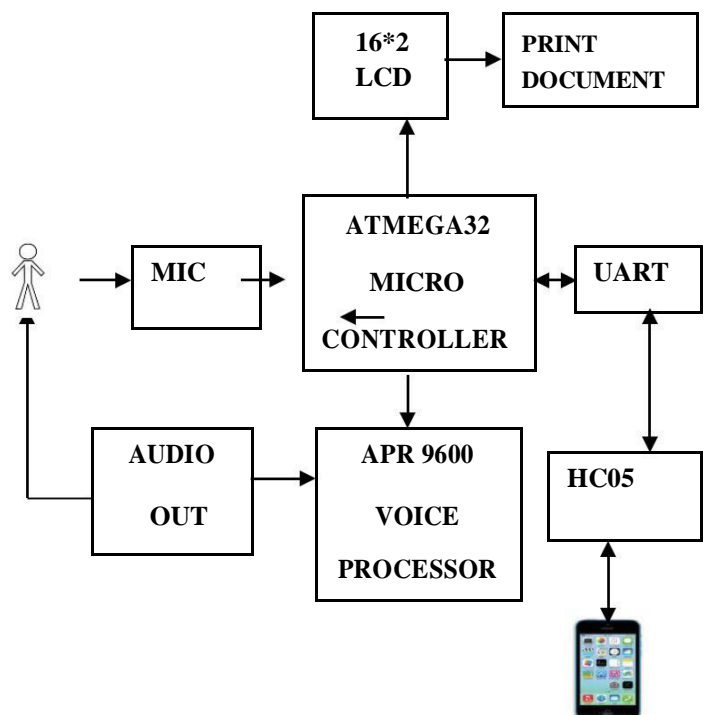 16*2
LCD
PRINT
DOCUMENT
MIC
ATMEGA32
MICRO
CONTROLLER
UART
AUDIO
OUT
APR 9600
VOICE
PROCESSOR
HC05